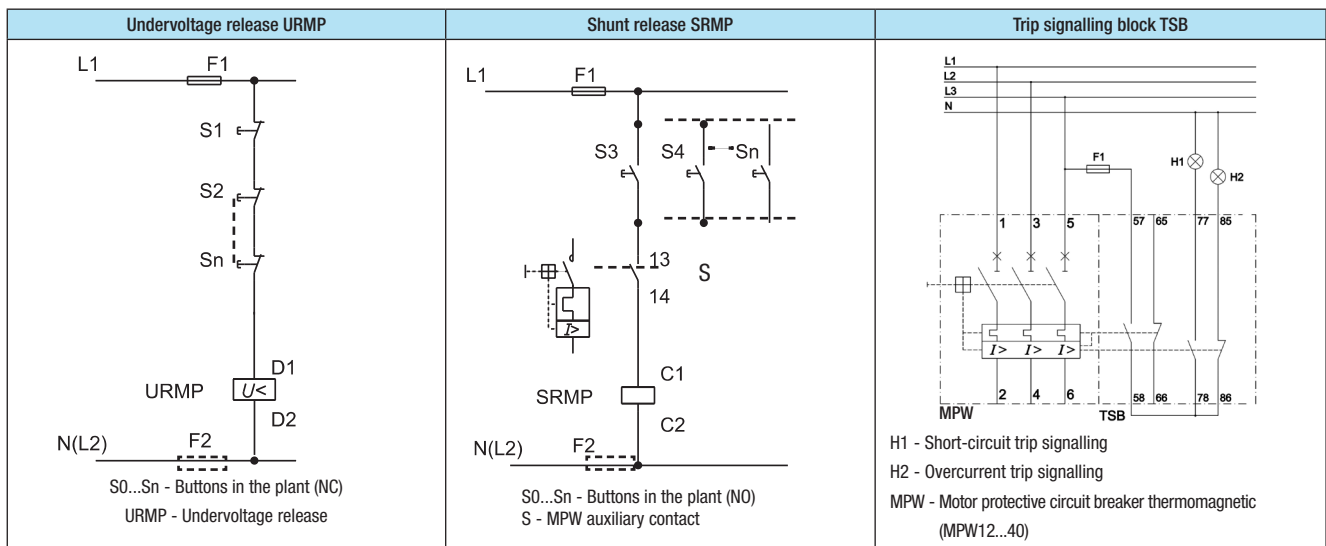 Undervoltage release URMP
L1
F1
S1
S2
Sn
D1
URMP
U<
D2
N(L2)
F2
S0...Sn - Buttons in the plant (NC)
URMP - Undervoltage release
Shunt release SRMP
L1
F1
S3
S4
Sn
13
S
14
I>
C1
SRMP
C2
N(L2)
F2
S0...Sn - Buttons in the plant (NO)
S - MPW auxiliary contact
Trip signalling block TSB
L1
L2
L3
N
F1
H1
H2
1 3 5 57 65 77 85
I> I> I>
2 4 6 58 66 78 86
MPW
TSB
H1 - Short-circuit trip signalling
H2 - Overcurrent trip signalling
MPW - Motor protective circuit breaker thermomagnetic
(MPW12...40)